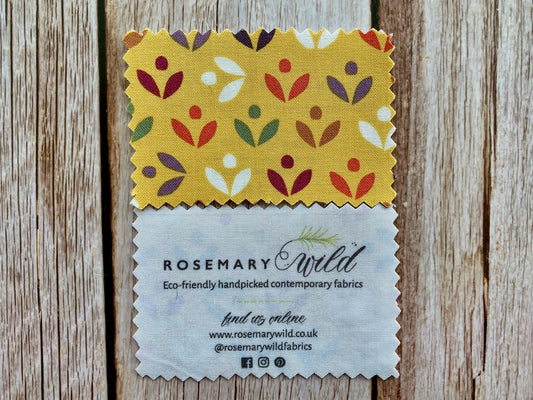 ROSEMARY wild
Eco-friendly handpicked contemporary fabrics
find us online
www.rosemarywild.co.uk
@rosemarywildfabrics